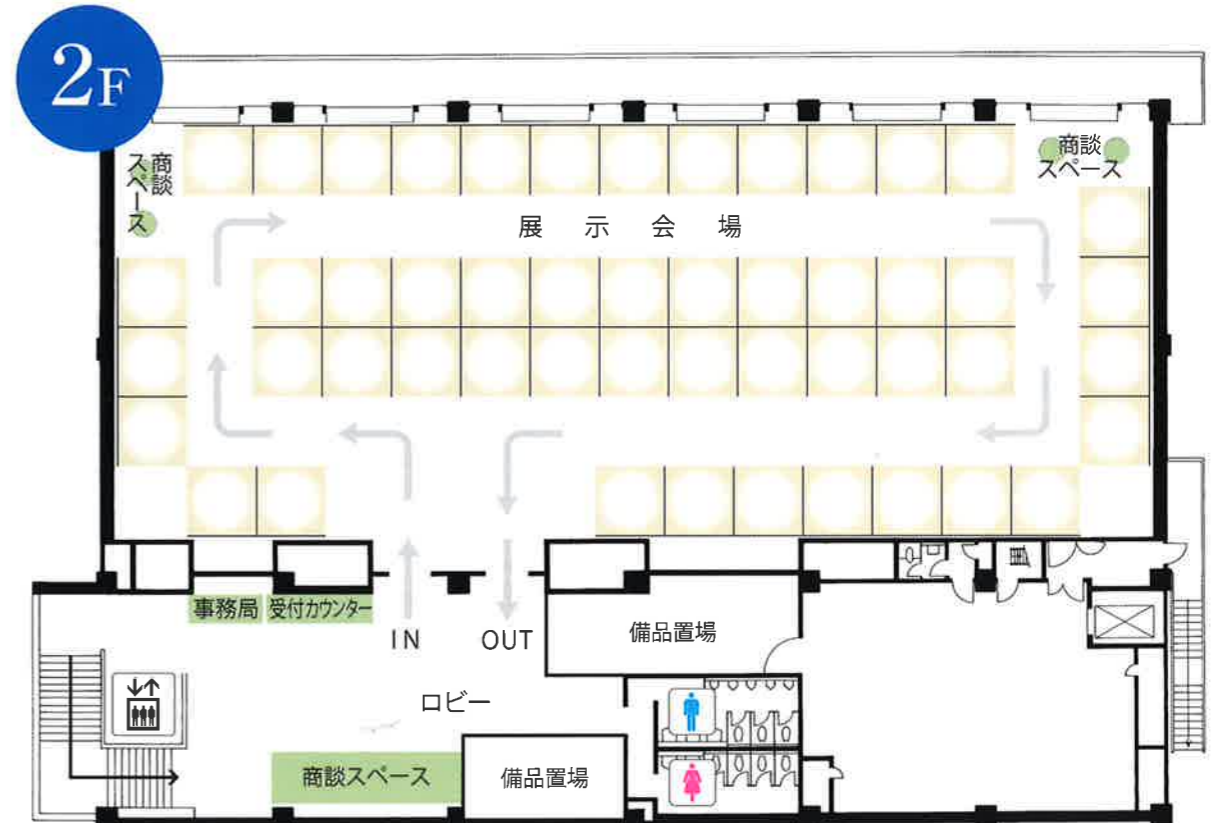 2F
商談
スペース
商談
スペース
展示会場
事務局
受付カウンター
IN
OUT
備品置場
ロビー
商談スペース
備品置場